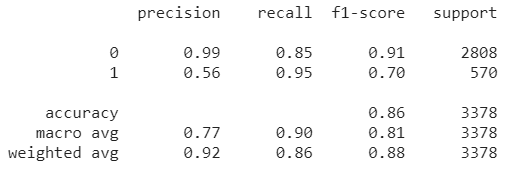 precision recall f1-score support
0 0.99 0.85 0.91 2808
1 0.56 0.95 0.70 570
accuracy 0.86 3378
macro avg 0.77 0.90 0.81 3378
weighted avg 0.92 0.86 0.88 3378